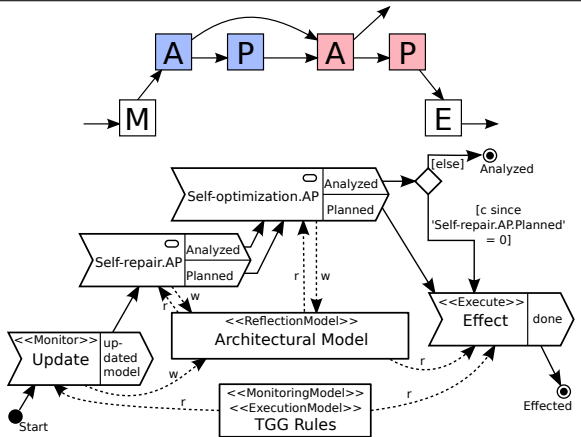 A P A P
M E
[else]
Analyzed
Self-optimization.AP
Analyzed
Planned
[c since
'Self-repair.AP.Planned'
= 0]
Self-repair.AP
Analyzed
Planned
r w
w
r
<<ReflectionModel>>
Architectural Model
<<Execute>>
Effect
done
<<Monitor>>
Update
up-
dated
model
w
r
<<MonitoringModel>>
<<ExecutionModel>>
TGG Rules
r
r
Start
Effected